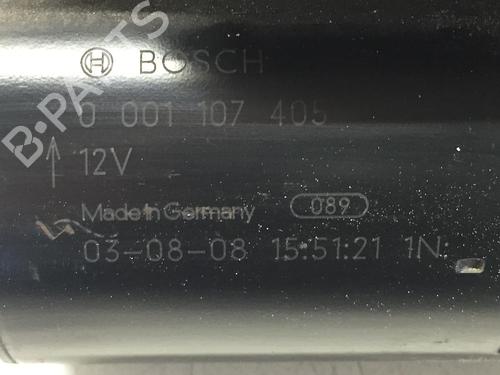 BOSCH
0 001 107 405
12V
Made in Germany 089
03-08-08 15:51:21 1N:
B-PARTS